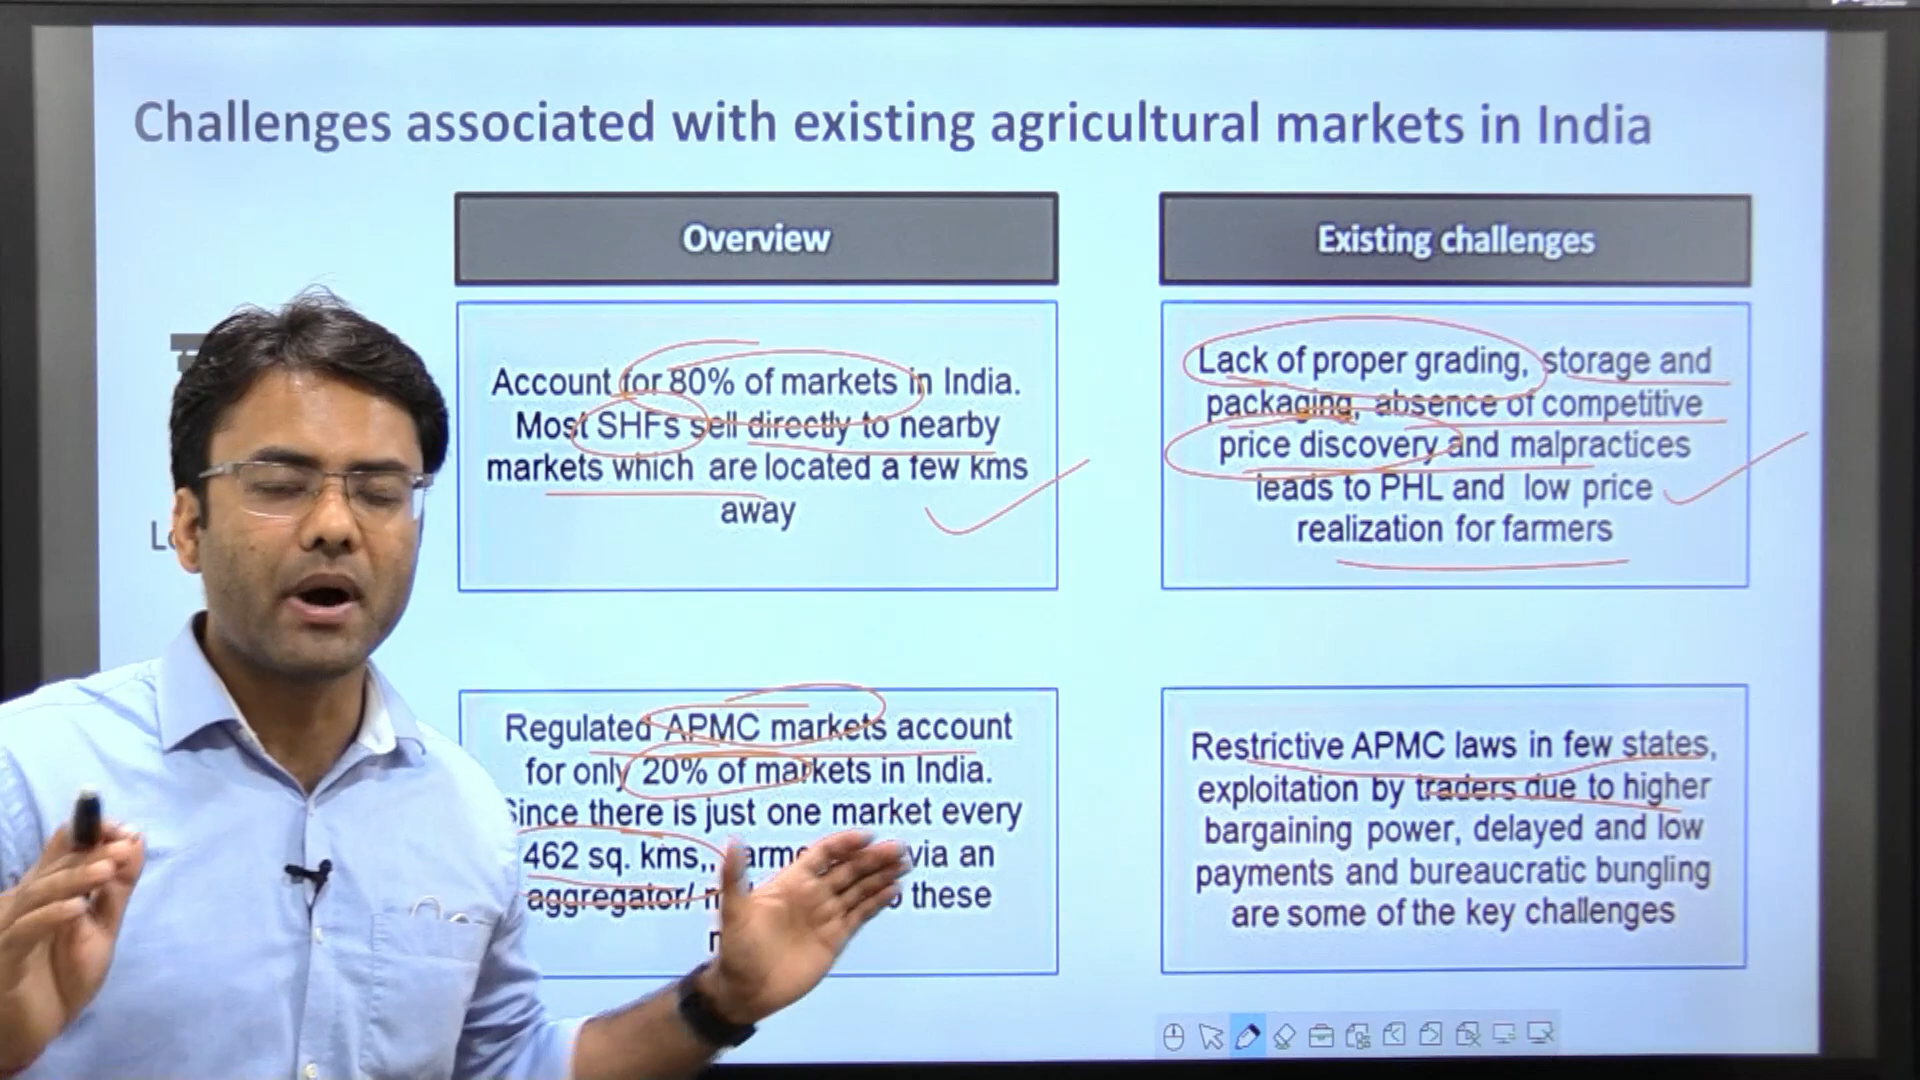 Challenges associated with existing agricultural markets in India
Overview
Existing challenges
Account for 80% of markets in India.
Most SHFs sell directly to nearby
markets which are located a few kms
away
Lack of proper grading, storage and
packaging, absence of competitive
price discovery and malpractices
leads to PHL and low price
realization for farmers
Regulated APMC markets account
for only 20% of markets in India.
Since there is just one market every
462 sq. kms,, via an
aggregator/ these
Restrictive APMC laws in few states,
exploitation by traders due to higher
bargaining power, delayed and low
payments and bureaucratic bungling
are some of the key challenges